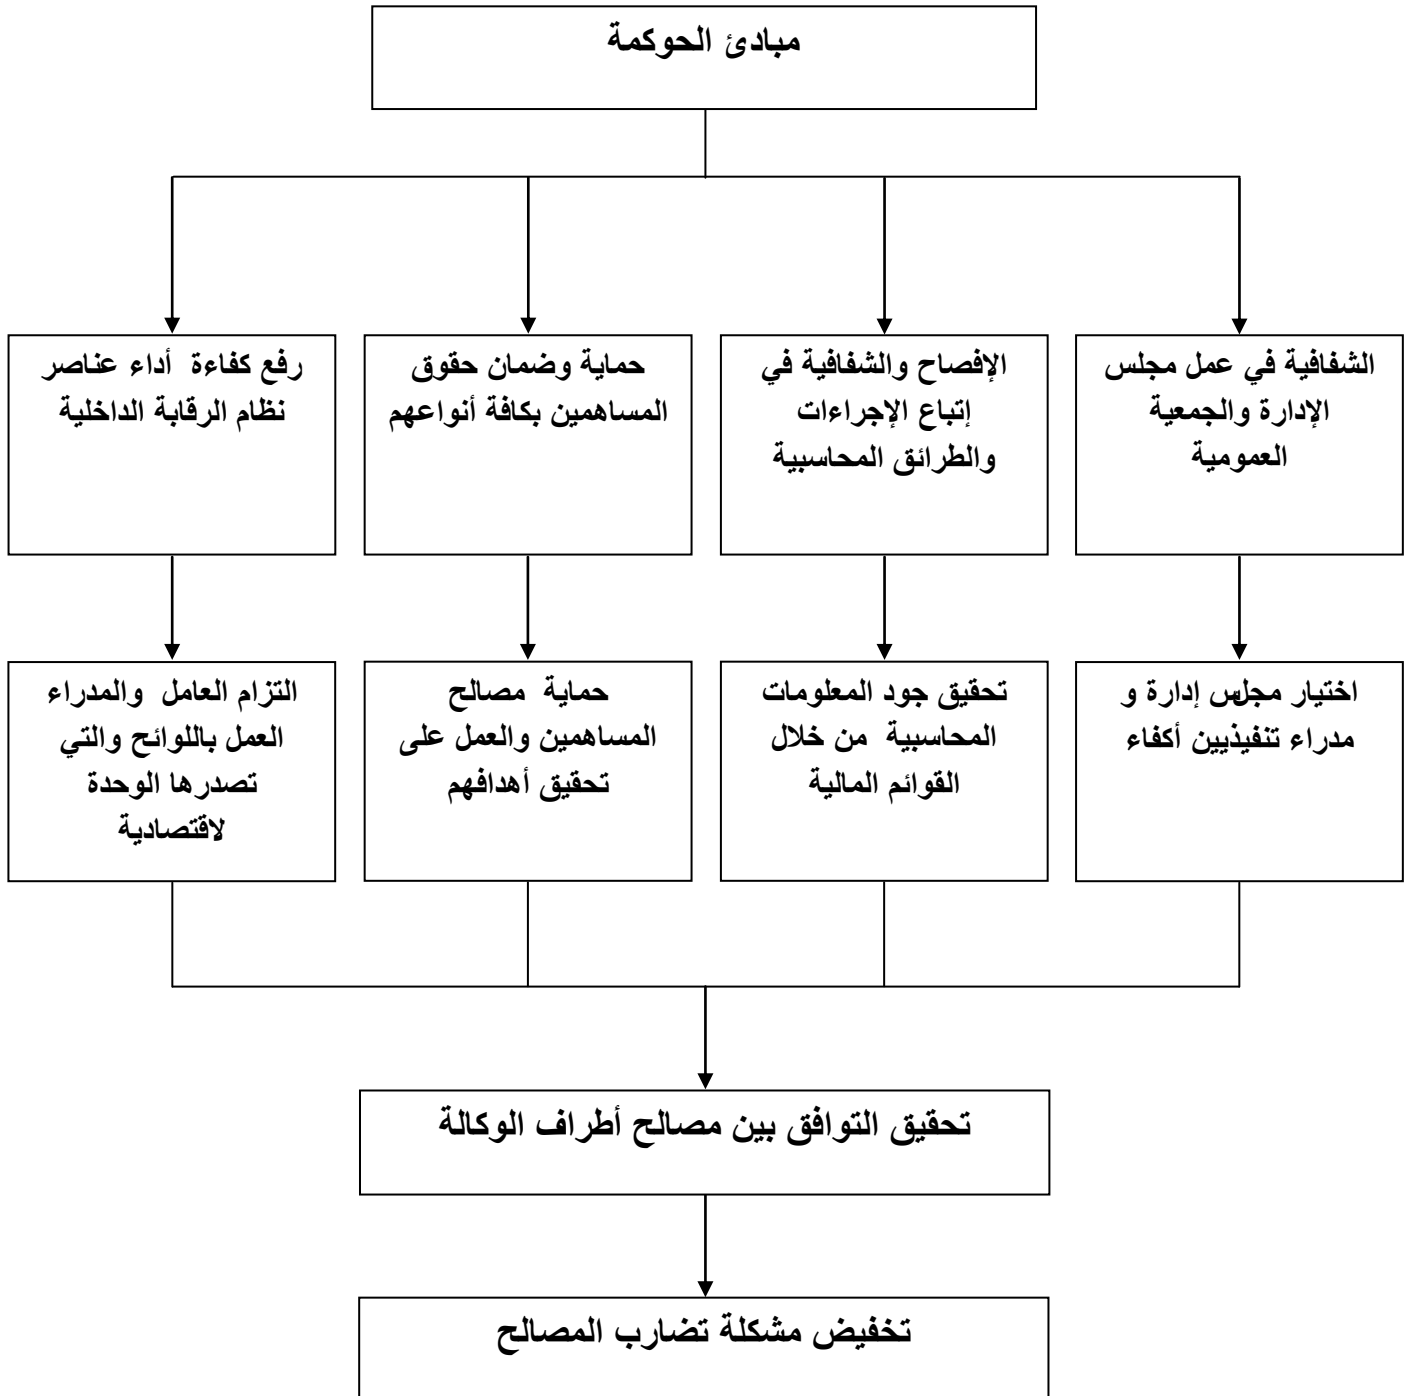 مبادئ الحوكمة
الشفافية في عمل مجلس
الإدارة والجمعية
العمومية
الإفصاح والشفافية في
إتباع الإجراءات
والطرائق المحاسبية
حماية وضمان حقوق
المساهمين بكافة أنواعهم
رفع كفاءة أداء عناصر
نظام الرقابة الداخلية
اختيار مجلس إدارة و
مدراء تنفيذيين أكفاء
تحقيق جود المعلومات
المحاسبية من خلال
القوائم المالية
حماية مصالح
المساهمين والعمل على
تحقيق أهدافهم
التزام العامل والمدراء
العمل باللوائح والتي
تصدرها الوحدة
لاقتصادية
تحقيق التوافق بين مصالح أطراف الوكالة
تخفيض مشكلة تضارب المصالح